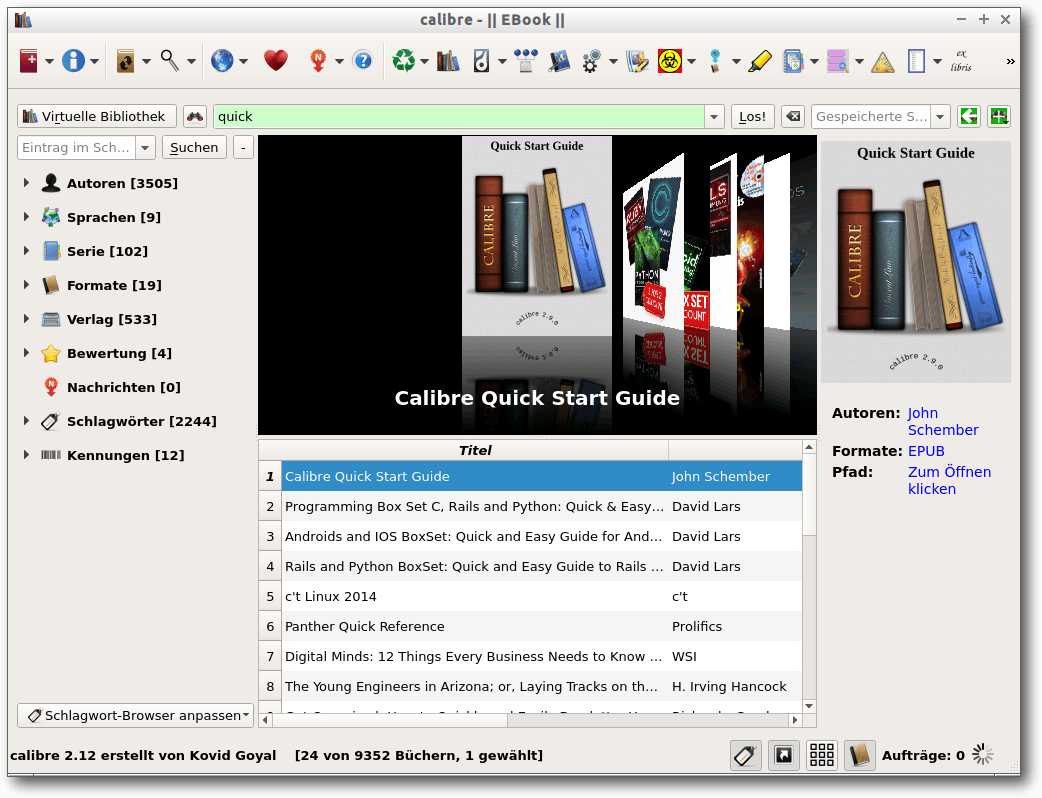 calibre - || EBook ||
ex libris
»
Virtuelle Bibliothek
quick
Los!
Gespeicherte S...
Eintrag im Sch...
Suchen
-
Autoren [3505]
Sprachen [9]
Serie [102]
Formate [19]
Verlag [533]
Bewertung [4]
Nachrichten [0]
Schlagwörter [2244]
Kennungen [12]
Schlagwort-Browser anpassen
Quick Start Guide
CALIBRE
calibre 2.9.0
Calibre Quick Start Guide
Titel
1 Calibre Quick Start Guide John Schember
2 Programming Box Set C, Rails and Python: Quick & Easy... David Lars
3 Androids and IOS BoxSet: Quick and Easy Guide for And... David Lars
4 Rails and Python BoxSet: Quick and Easy Guide to Rails ... David Lars
5 c't Linux 2014 c't
6 Panther Quick Reference Prolifics
7 Digital Minds: 12 Things Every Business Needs to Know ... WSI
8 The Young Engineers in Arizona; or, Laying Tracks on th... H. Irving Hancock
Quick Start Guide
CALIBRE
calibre 2.9.0
Autoren: John
Schember
Formate: EPUB
Pfad: Zum Öffnen
klicken
calibre 2.12 erstellt von Kovid Goyal [24 von 9352 Büchern, 1 gewählt]
Aufträge: 0